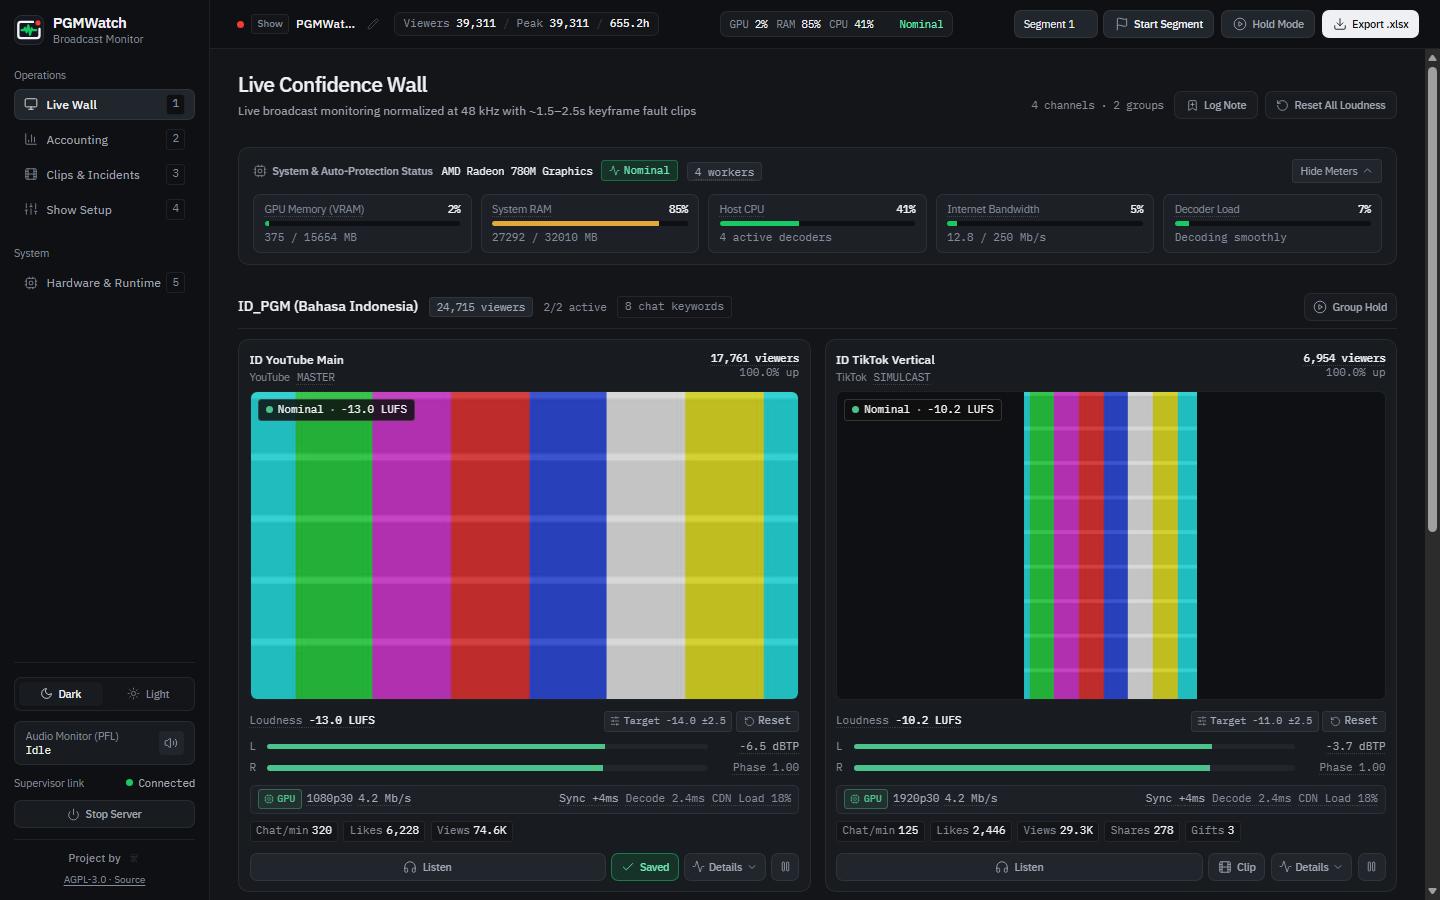 PGMWatch
Broadcast Monitor
Operations
Live Wall 1
Accounting 2
Clips & Incidents 3
Show Setup 4
System
Hardware & Runtime 5
Dark Light
Audio Monitor (PFL)
Idle
Supervisor link Connected
Stop Server
Project by
AGPL-3.0 · Source
Show PGMWat... Viewers 39,311 / Peak 39,311 / 655.2h GPU 2% RAM 85% CPU 41% Nominal Segment 1 Start Segment Hold Mode Export .xlsx
Live Confidence Wall
Live broadcast monitoring normalized at 48 kHz with ~1.5–2.5s keyframe fault clips
4 channels · 2 groups Log Note Reset All Loudness
System & Auto-Protection Status AMD Radeon 780M Graphics Nominal 4 workers Hide Meters
GPU Memory (VRAM) 2%
375 / 15654 MB
System RAM 85%
27292 / 32010 MB
Host CPU 41%
4 active decoders
Internet Bandwidth 5%
12.8 / 250 Mb/s
Decoder Load 7%
Decoding smoothly
ID_PGM (Bahasa Indonesia) 24,715 viewers 2/2 active 8 chat keywords Group Hold
ID YouTube Main 17,761 viewers
YouTube MASTER 100.0% up
Nominal · -13.0 LUFS
Loudness -13.0 LUFS Target -14.0 ±2.5 Reset
L -6.5 dBTP
R Phase 1.00
GPU 1080p30 4.2 Mb/s Sync +4ms Decode 2.4ms CDN Load 18%
Chat/min 320 Likes 6,228 Views 74.6K
Listen Saved Details
ID TikTok Vertical 6,954 viewers
TikTok SIMULCAST 100.0% up
Nominal · -10.2 LUFS
Loudness -10.2 LUFS Target -11.0 ±2.5 Reset
L -3.7 dBTP
R Phase 1.00
GPU 1920p30 4.2 Mb/s Sync +4ms Decode 2.4ms CDN Load 18%
Chat/min 125 Likes 2,446 Views 29.3K Shares 278 Gifts 3
Listen Clip Details